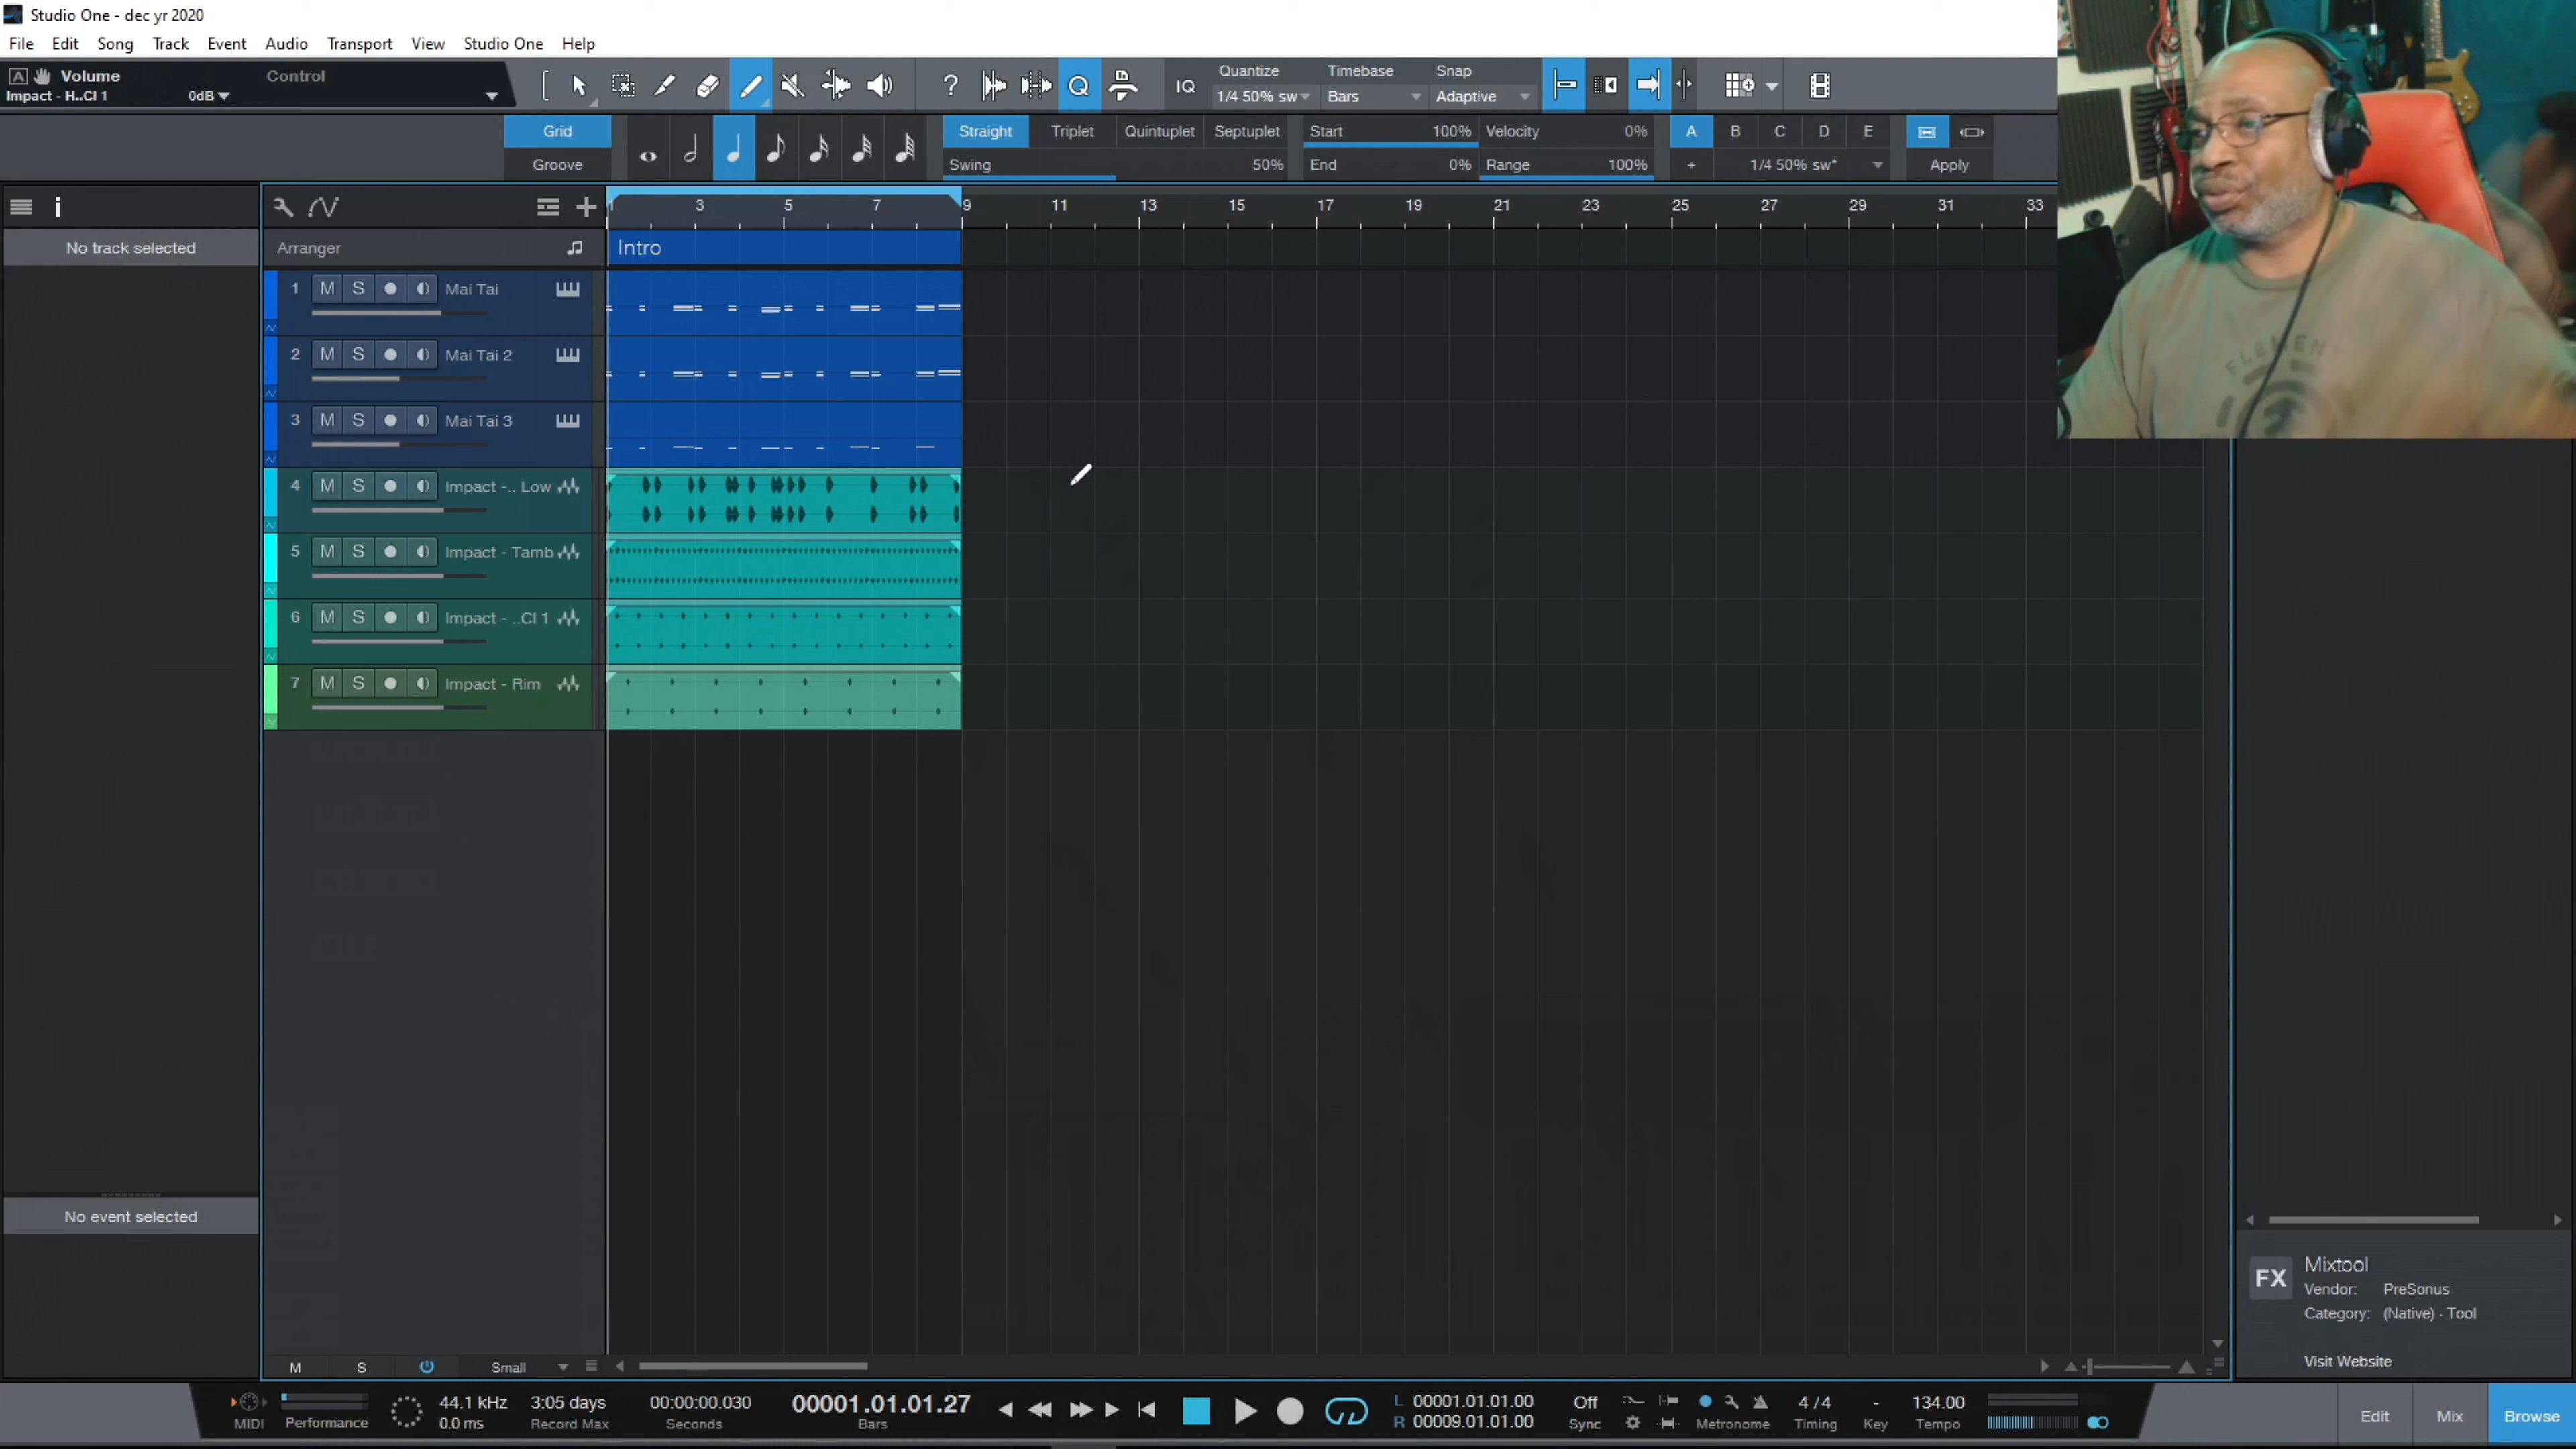 Studio One - dec yr 2020
File Edit Song Track Event Audio Transport View Studio One Help
A Volume Control
Impact - H..Cl 1 0dB
? Q IQ Quantize Timebase Snap
1/4 50% sw Bars Adaptive
Grid Straight Triplet Quintuplet Septuplet Start 100% Velocity 0% A B C D E
Groove Swing 50% End 0% Range 100% + 1/4 50% sw* Apply
i 1 3 5 7 9 11 13 15 17 19 21 23 25 27 29 31 33
No track selected Arranger Intro
1 M S Mai Tai
2 M S Mai Tai 2
3 M S Mai Tai 3
4 M S Impact -.. Low
5 M S Impact - Tamb
6 M S Impact - ..Cl 1
7 M S Impact - Rim
ELEMEN
No event selected
FX Mixtool
Vendor: PreSonus
Category: (Native) - Tool
Visit Website
M S Small
44.1 kHz 3:05 days 00:00:00.030 00001.01.01.27 L 00001.01.01.00 Off 4 / 4 - 134.00
MIDI Performance 0.0 ms Record Max Seconds Bars R 00009.01.01.00 Sync Metronome Timing Key Tempo Edit Mix Browse